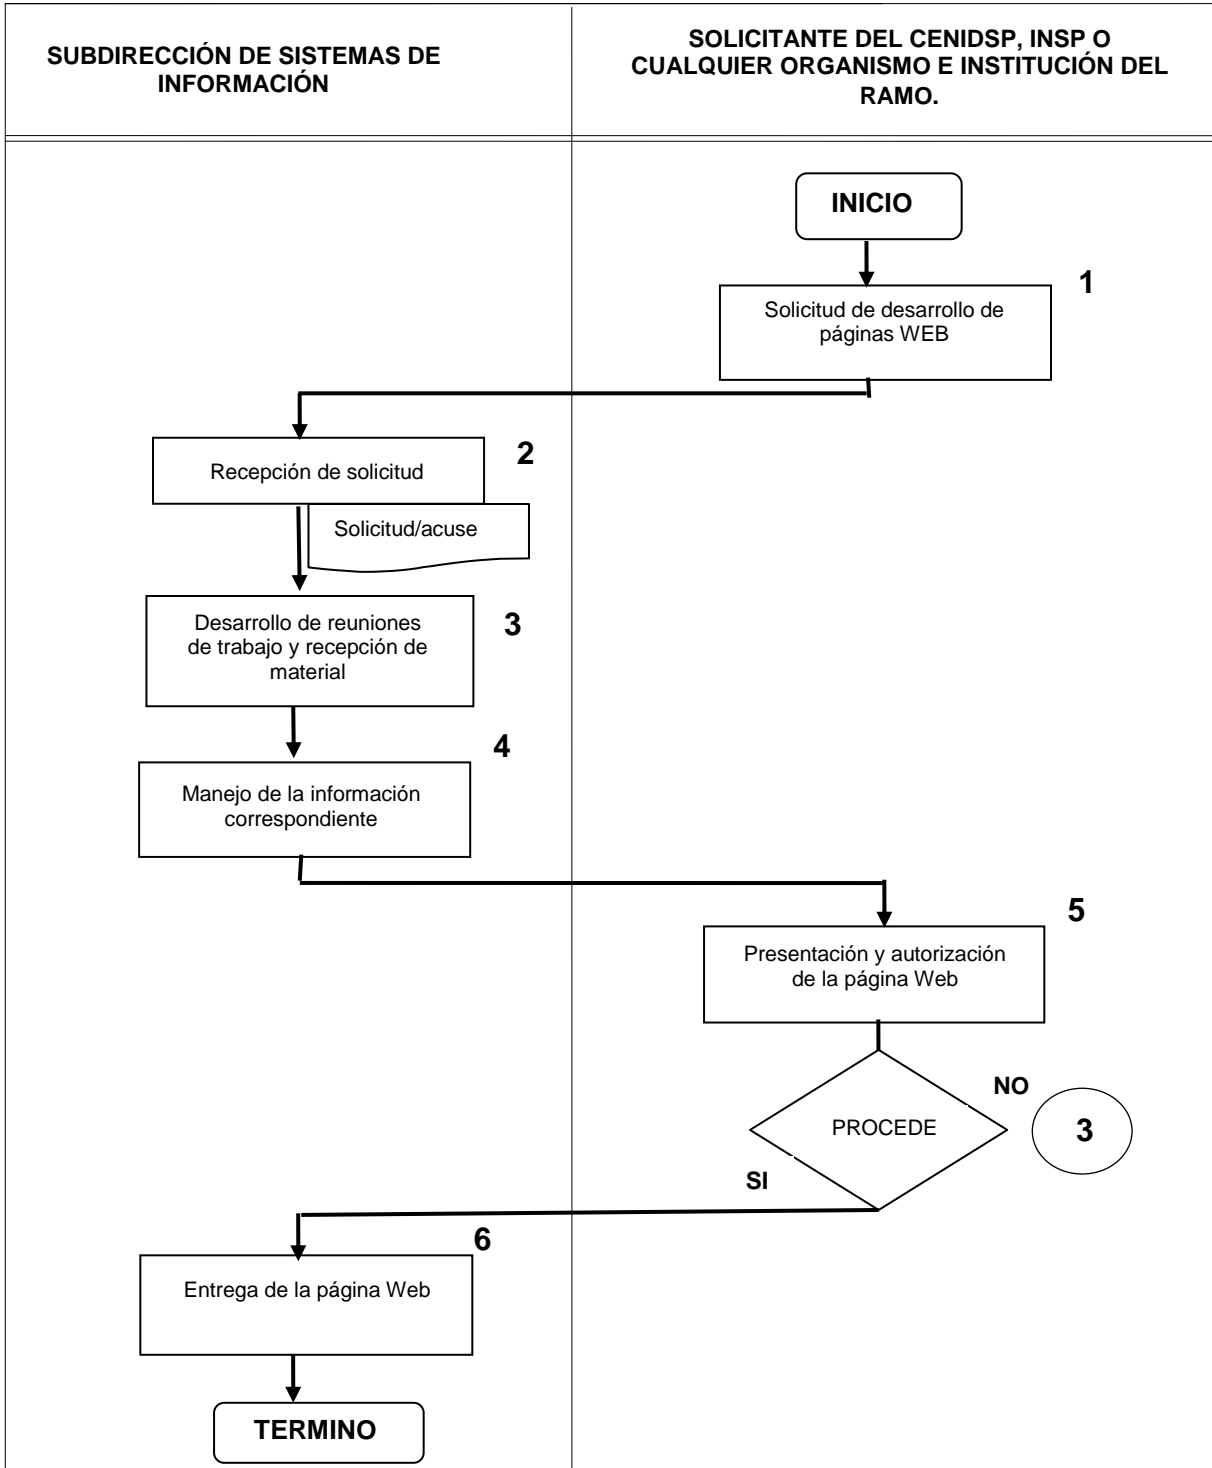 SUBDIRECCIÓN DE SISTEMAS DE
INFORMACIÓN
SOLICITANTE DEL CENIDSP, INSP O
CUALQUIER ORGANISMO E INSTITUCIÓN DEL
RAMO.
INICIO
1
Solicitud de desarrollo de
páginas WEB
2
Recepción de solicitud
Solicitud/acuse
3
Desarrollo de reuniones
de trabajo y recepción de
material
4
Manejo de la información
correspondiente
5
Presentación y autorización
de la página Web
NO
PROCEDE
3
SI
6
Entrega de la página Web
TERMINO